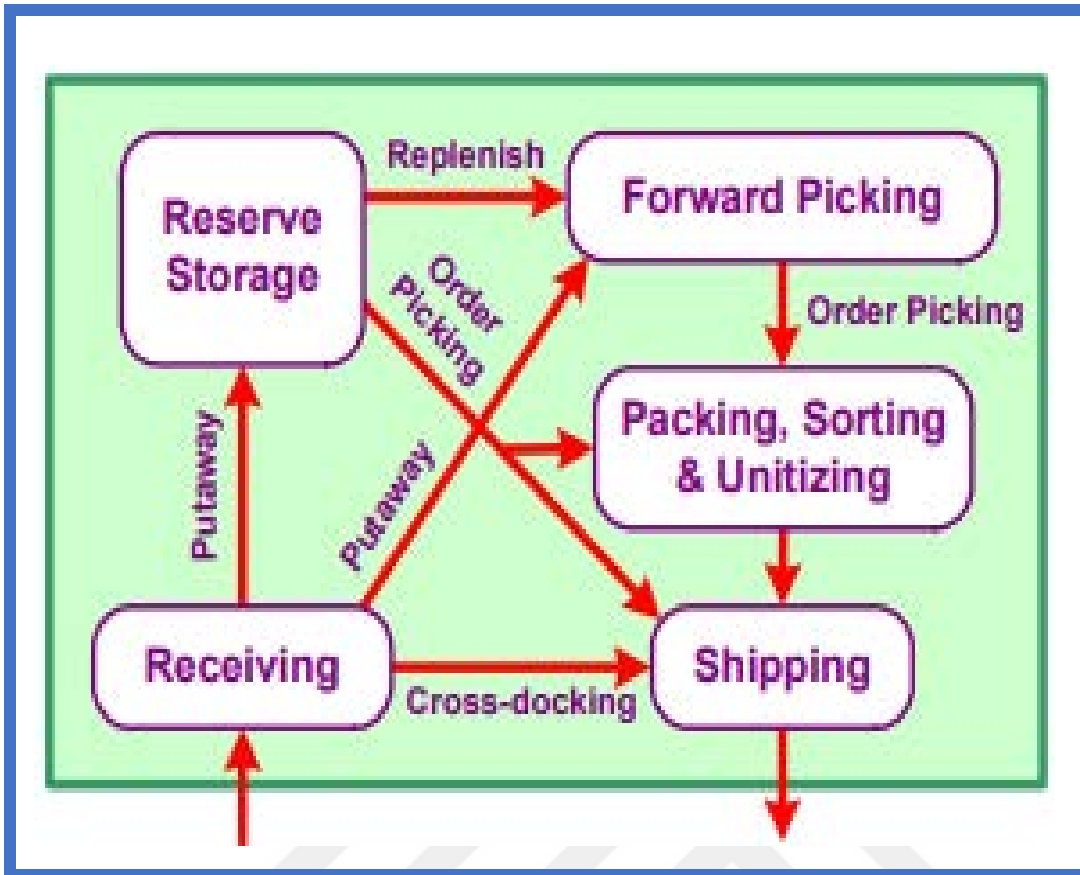 Replenish
Reserve
Storage
Forward Picking
Order
Picking
Order Picking
Putaway
Putaway
Packing, Sorting
& Unitizing
Receiving
Cross-docking
Shipping